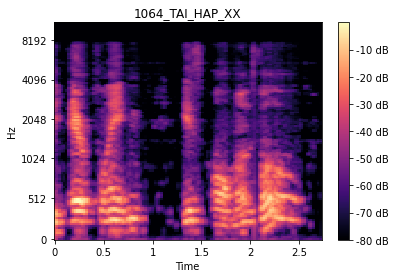 1064_TAI_HAP_XX
8192
4096
2048
1024
512
0
Hz
0
0.5
1
1.5
2
2.5
Time
-10 dB
-20 dB
-30 dB
-40 dB
-50 dB
-60 dB
-70 dB
-80 dB